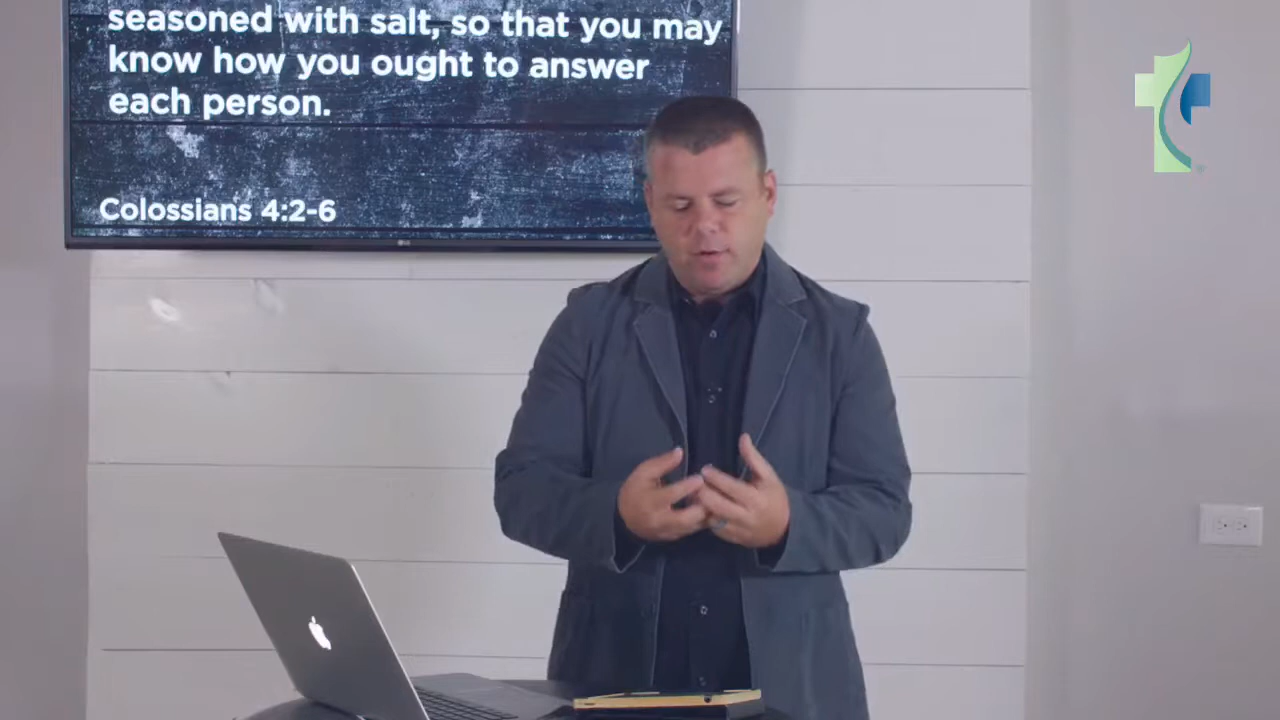 seasoned with salt, so that you may
know how you ought to answer
each person.
Colossians 4:2-6
LG